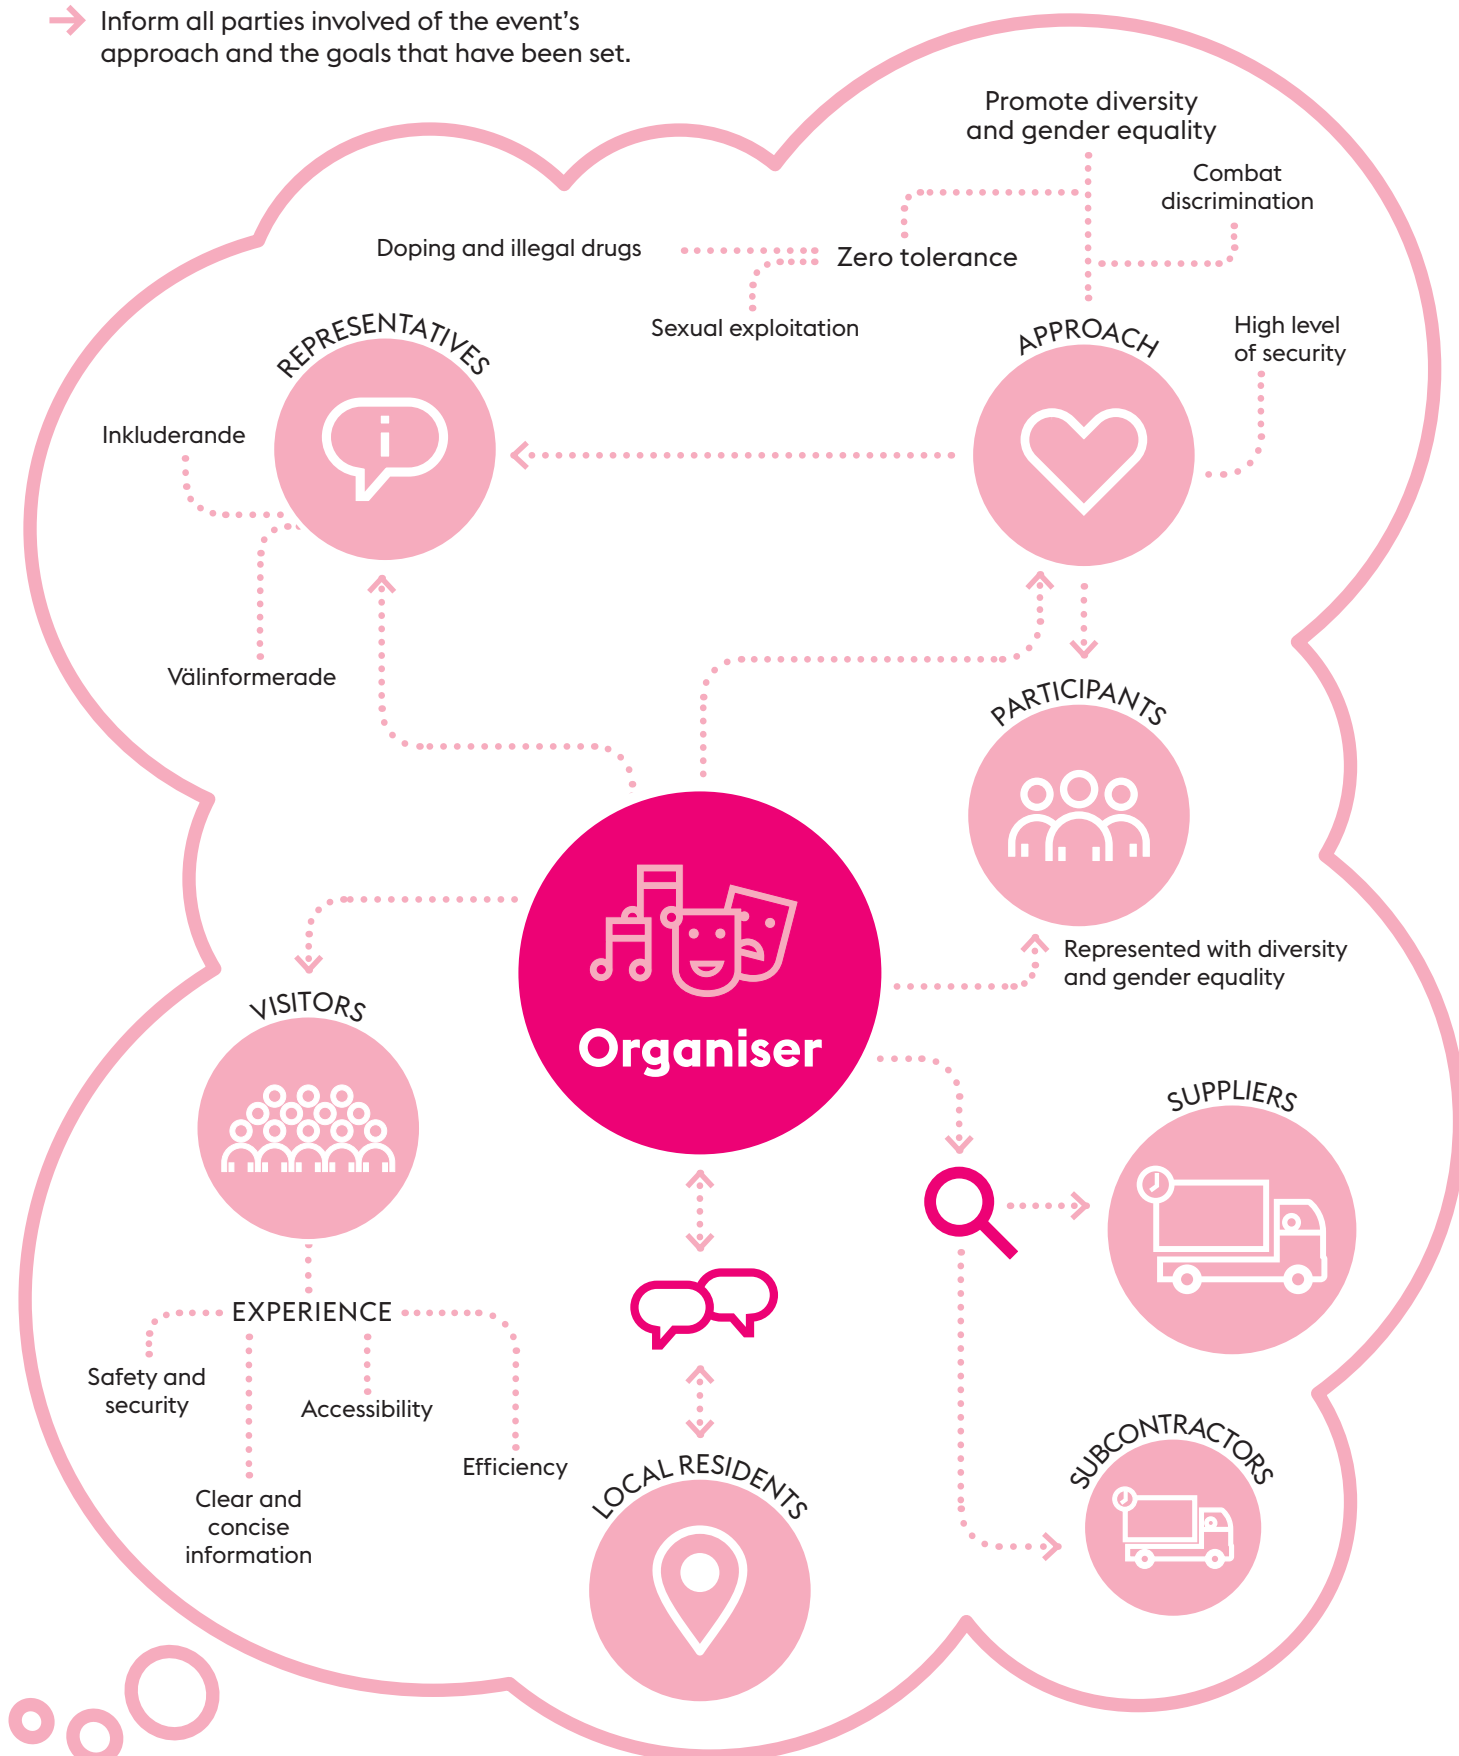 Inform all parties involved of the event's
approach and the goals that have been set.
Promote diversity
and gender equality
Combat
discrimination
Doping and illegal drugs
Zero tolerance
Sexual exploitation
High level
of security
REPRESENTATIVES
APPROACH
Inkluderande
Välinformerade
PARTICIPANTS
Represented with diversity
and gender equality
Organiser
VISITORS
SUPPLIERS
EXPERIENCE
Safety and
security
Accessibility
Efficiency
Clear and
concise
information
LOCAL RESIDENTS
SUBCONTRACTORS